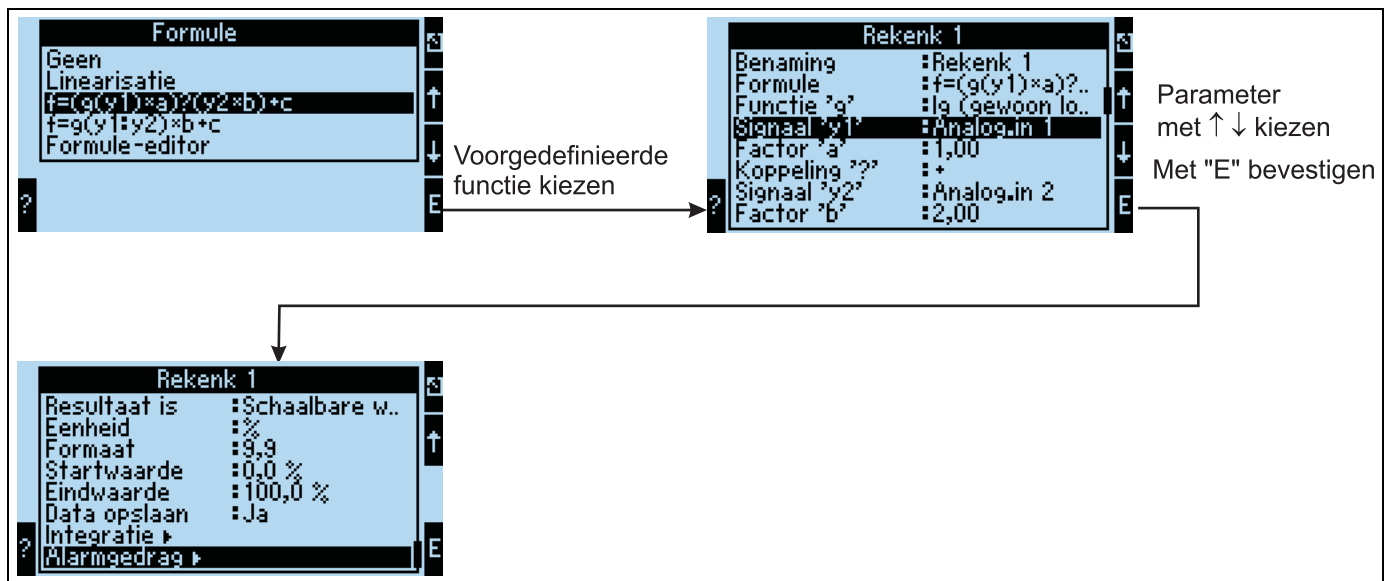 Formule
Geen
Linearisatie
f=(g(y1)×a)?(y2×b)+c
f=g(y1:y2)×b+c
Formule-editor
↑
↓
?
E
Voorgedefinieerde
functie kiezen
Rekenk 1
Benaming :Rekenk 1
Formule :f=(g(y1)×a)?..
Functie 'g' :lg (gewoon lo..
Signaal 'y1' :Analog.in 1
Factor 'a' :1,00
Koppeling '?' :+
Signaal 'y2' :Analog.in 2
Factor 'b' :2,00
↑
↓
?
E
Parameter
met ↑ ↓ kiezen
Met "E" bevestigen
Rekenk 1
Resultaat is :Schaalbare w..
Eenheid :%
Formaat :9,9
Startwaarde :0,0 %
Eindwaarde :100,0 %
Data opslaan :Ja
Integratie ▸
Alarmgedrag ▸
↑
?
E